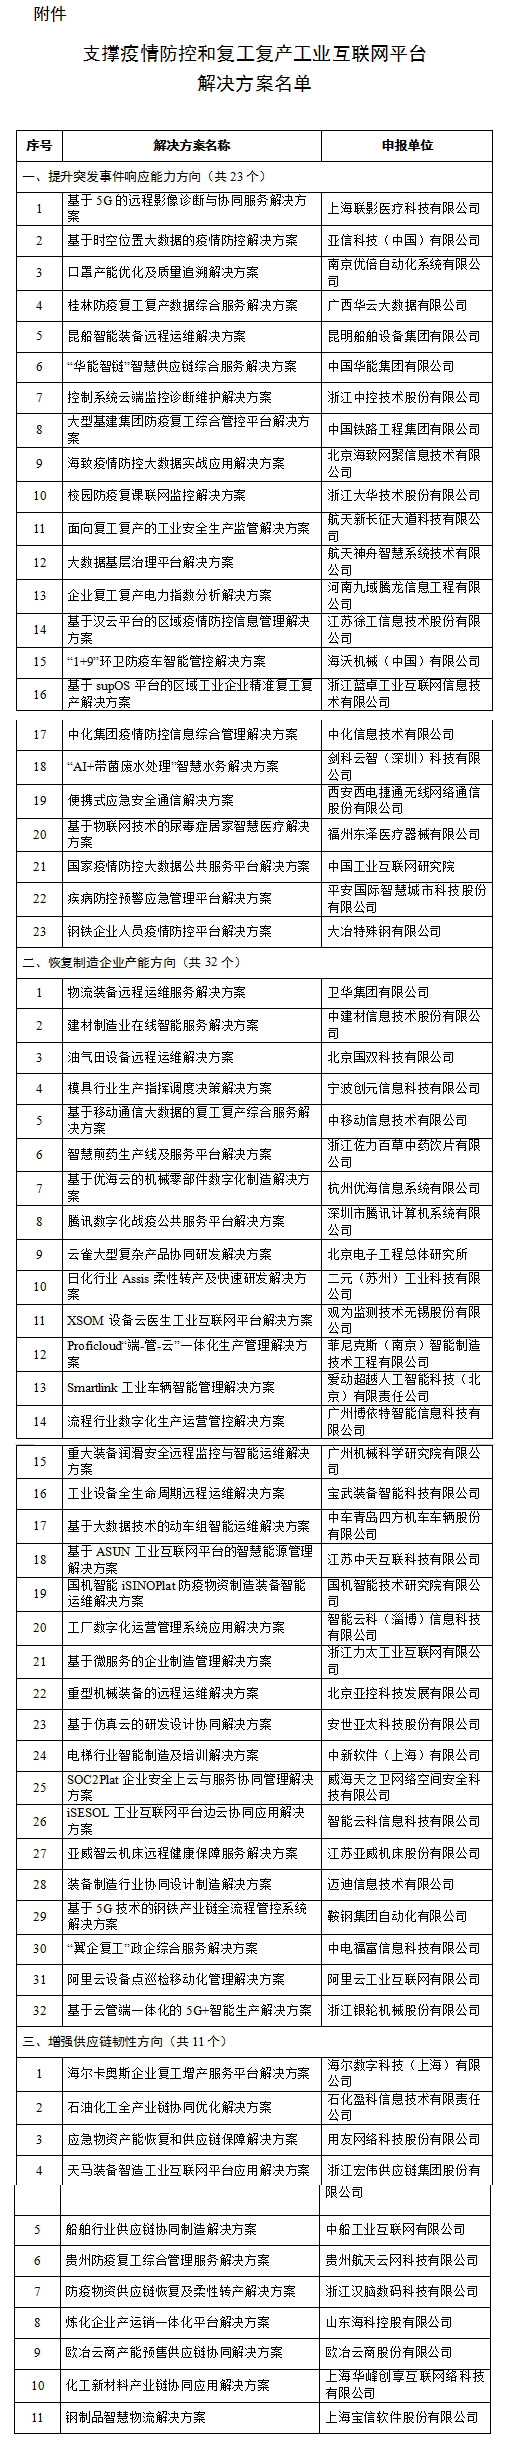 附件
支撑疫情防控和复工复产工业互联网平台
解决方案名单
序号 解决方案名称 申报单位
一、提升突发事件响应能力方向（共 23 个）
1 基于 5G 的远程影像诊断与协同服务解决方案 上海联影医疗科技有限公司
2 基于时空位置大数据的疫情防控解决方案 亚信科技（中国）有限公司
3 口罩产能优化及质量追溯解决方案 南京优倍自动化系统有限公司
4 桂林防疫复工复产数据综合服务解决方案 广西华云大数据有限公司
5 昆船智能装备远程运维解决方案 昆明船舶设备集团有限公司
6 “华能智链”智慧供应链综合服务解决方案 中国华能集团有限公司
7 控制系统云端监控诊断维护解决方案 浙江中控技术股份有限公司
8 大型基建集团防疫复工综合管控平台解决方案 中国铁路工程集团有限公司
9 海致疫情防控大数据实战应用解决方案 北京海致网聚信息技术有限公司
10 校园防疫复课联网监控解决方案 浙江大华技术股份有限公司
11 面向复工复产的工业安全生产监管解决方案 航天新长征大道科技有限公司
12 大数据基层治理平台解决方案 航天神舟智慧系统技术有限公司
13 企业复工复产电力指数分析解决方案 河南九域腾龙信息工程有限公司
14 基于汉云平台的区域疫情防控信息管理解决方案 江苏徐工信息技术股份有限公司
15 “1+9”环卫防疫车智能管控解决方案 海沃机械（中国）有限公司
16 基于 supOS 平台的区域工业企业精准复工复产解决方案 浙江蓝卓工业互联网信息技术有限公司
17 中化集团疫情防控信息综合管理解决方案 中化信息技术有限公司
18 “AI+带菌废水处理”智慧水务解决方案 剑科云智（深圳）科技有限公司
19 便携式应急安全通信解决方案 西安西电捷通无线网络通信股份有限公司
20 基于物联网技术的尿毒症居家智慧医疗解决方案 福州东泽医疗器械有限公司
21 国家疫情防控大数据公共服务平台解决方案 中国工业互联网研究院
22 疾病防控预警应急管理平台解决方案 平安国际智慧城市科技股份有限公司
23 钢铁企业人员疫情防控平台解决方案 大冶特殊钢有限公司
二、恢复制造企业产能方向（共 32 个）
1 物流装备远程运维服务解决方案 卫华集团有限公司
2 建材制造业在线智能服务解决方案 中建材信息技术股份有限公司
3 油气田设备远程运维解决方案 北京国双科技有限公司
4 模具行业生产指挥调度决策解决方案 宁波创元信息科技有限公司
5 基于移动通信大数据的复工复产综合服务解决方案 中移动信息技术有限公司
6 智慧煎药生产线及服务平台解决方案 浙江佐力百草中药饮片有限公司
7 基于优海云的机械零部件数字化制造解决方案 杭州优海信息系统有限公司
8 腾讯数字化战疫公共服务平台解决方案 深圳市腾讯计算机系统有限公司
9 云雀大型复杂产品协同研发解决方案 北京电子工程总体研究所
10 日化行业 Assis 柔性转产及快速研发解决方案 二元（苏州）工业科技有限公司
11 XSOM 设备云医生工业互联网平台解决方案 观为监测技术无锡股份有限公司
12 Proficloud“端-管-云”一体化生产管理解决方案 菲尼克斯（南京）智能制造技术工程有限公司
13 Smartlink 工业车辆智能管理解决方案 爱动超越人工智能科技（北京）有限责任公司
14 流程行业数字化生产运营管控解决方案 广州博依特智能信息科技有限公司
15 重大装备润滑安全远程监控与智能运维解决方案 广州机械科学研究院有限公司
16 工业设备全生命周期远程运维解决方案 宝武装备智能科技有限公司
17 基于大数据技术的动车组智能运维解决方案 中车青岛四方机车车辆股份有限公司
18 基于 ASUN 工业互联网平台的智慧能源管理解决方案 江苏中天互联科技有限公司
19 国机智能 iSINOPlat 防疫物资制造装备智能运维解决方案 国机智能技术研究院有限公司
20 工厂数字化运营管理系统应用解决方案 智能云科（淄博）信息科技有限公司
21 基于微服务的企业制造管理解决方案 浙江力太工业互联网有限公司
22 重型机械装备的远程运维解决方案 北京亚控科技发展有限公司
23 基于仿真云的研发设计协同解决方案 安世亚太科技股份有限公司
24 电梯行业智能制造及培训解决方案 中新软件（上海）有限公司
25 SOC2Plat 企业安全上云与服务协同管理解决方案 威海天之卫网络空间安全科技有限公司
26 iSESOL 工业互联网平台边云协同应用解决方案 智能云科信息科技有限公司
27 亚威智云机床远程健康保障服务解决方案 江苏亚威机床股份有限公司
28 装备制造行业协同设计制造解决方案 迈迪信息技术有限公司
29 基于 5G 技术的钢铁产业链全流程管控系统解决方案 鞍钢集团自动化有限公司
30 “翼企复工”政企综合服务解决方案 中电福富信息科技有限公司
31 阿里云设备点巡检移动化管理解决方案 阿里云工业互联网有限公司
32 基于云管端一体化的 5G+智能生产解决方案 浙江银轮机械股份有限公司
三、增强供应链韧性方向（共 11 个）
1 海尔卡奥斯企业复工增产服务平台解决方案 海尔数字科技（上海）有限公司
2 石油化工全产业链协同优化解决方案 石化盈科信息技术有限责任公司
3 应急物资产能恢复和供应链保障解决方案 用友网络科技股份有限公司
4 天马装备智造工业互联网平台应用解决方案 浙江宏伟供应链集团股份有限公司
5 船舶行业供应链协同制造解决方案 中船工业互联网有限公司
6 贵州防疫复工综合管理服务解决方案 贵州航天云网科技有限公司
7 防疫物资供应链恢复及柔性转产解决方案 浙江汉脑数码科技有限公司
8 炼化企业产运销一体化平台解决方案 山东海科控股有限公司
9 欧冶云商产能预售供应链协同解决方案 欧冶云商股份有限公司
10 化工新材料产业链协同应用解决方案 上海华峰创享互联网络科技有限公司
11 钢制品智慧物流解决方案 上海宝信软件股份有限公司